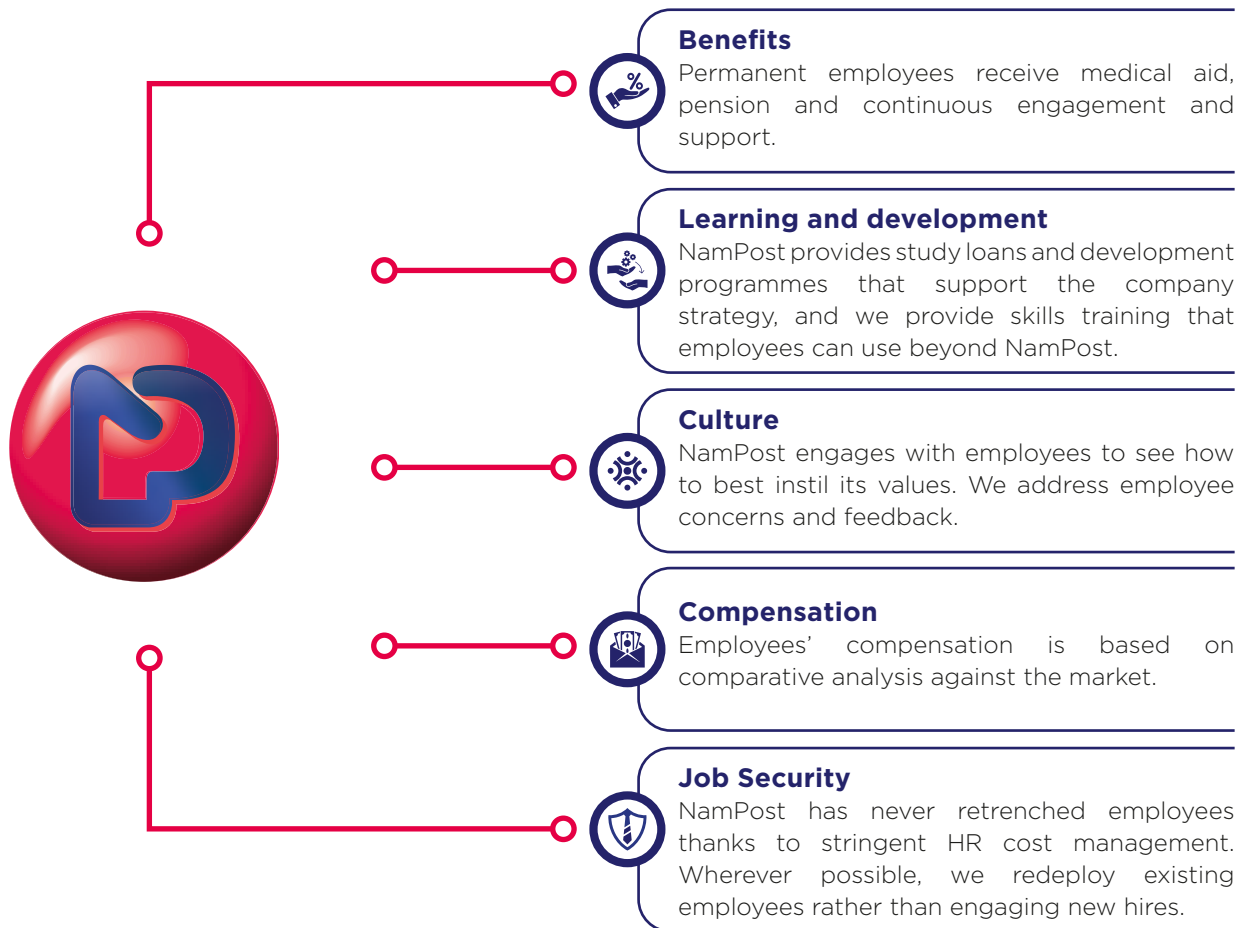 Benefits
Permanent employees receive medical aid,
pension and continuous engagement and
support.
Learning and development
NamPost provides study loans and development
programmes that support the company
strategy, and we provide skills training that
employees can use beyond NamPost.
Culture
NamPost engages with employees to see how
to best instil its values. We address employee
concerns and feedback.
Compensation
Employees’ compensation is based on
comparative analysis against the market.
Job Security
NamPost has never retrenched employees
thanks to stringent HR cost management.
Wherever possible, we redeploy existing
employees rather than engaging new hires.